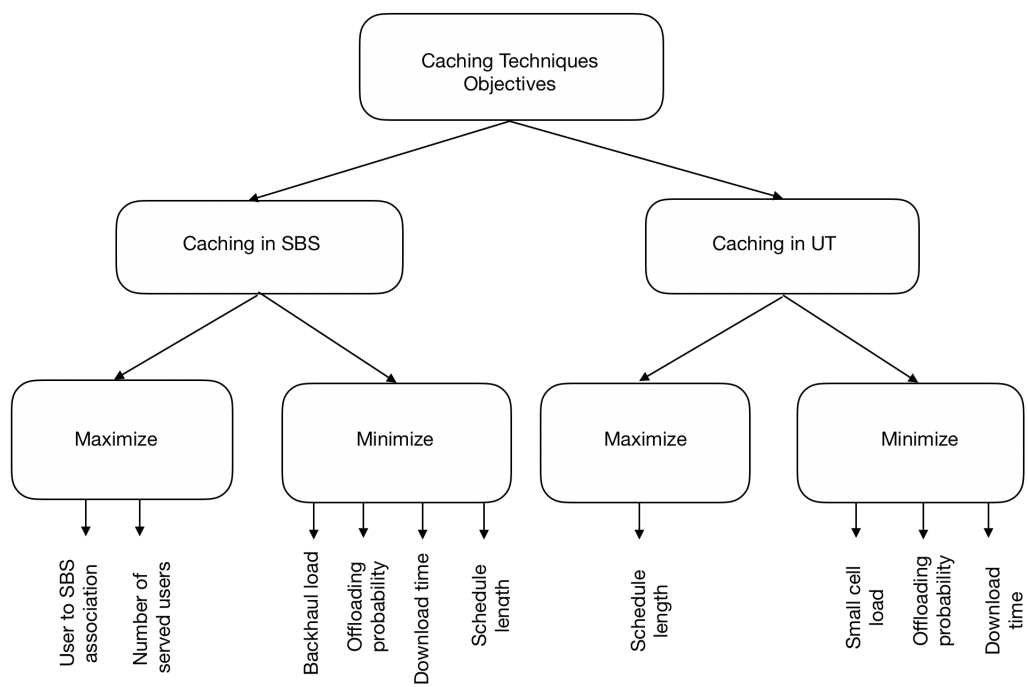 Caching Techniques
Objectives
Caching in SBS
Caching in UT
Maximize
Minimize
Maximize
Minimize
User to SBS
association
Number of
served users
Backhaul load
Offloading
probability
Download time
Schedule
length
Schedule
length
Small cell
load
Offloading
probability
Download
time